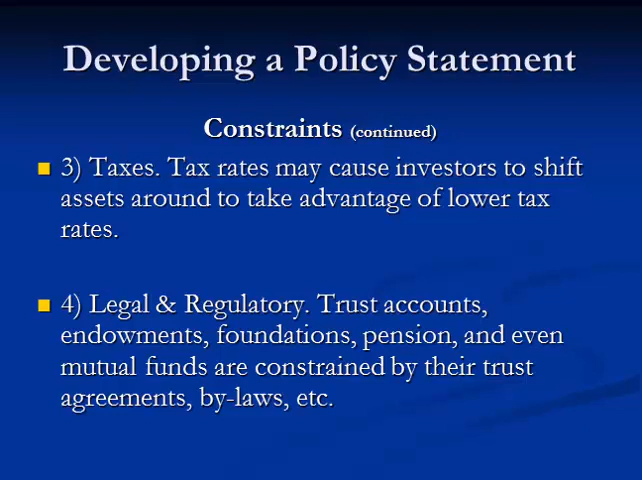 Developing a Policy Statement
Constraints (continued)
3) Taxes. Tax rates may cause investors to shift
assets around to take advantage of lower tax
rates.
4) Legal & Regulatory. Trust accounts,
endowments, foundations, pension, and even
mutual funds are constrained by their trust
agreements, by-laws, etc.